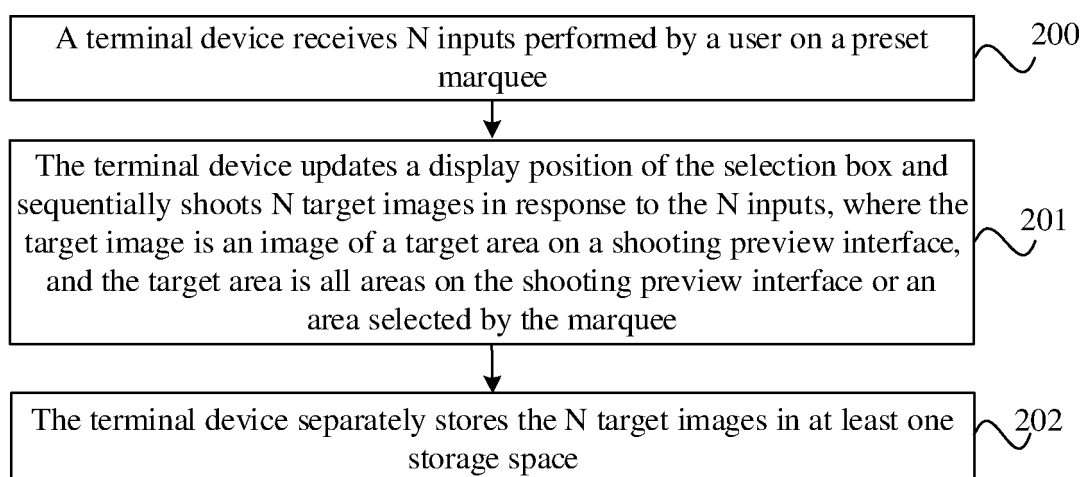 A terminal device receives N inputs performed by a user on a preset
marquee
200
The terminal device updates a display position of the selection box and
sequentially shoots N target images in response to the N inputs, where the
target image is an image of a target area on a shooting preview interface,
and the target area is all areas on the shooting preview interface or an
area selected by the marquee
201
The terminal device separately stores the N target images in at least one
storage space
202